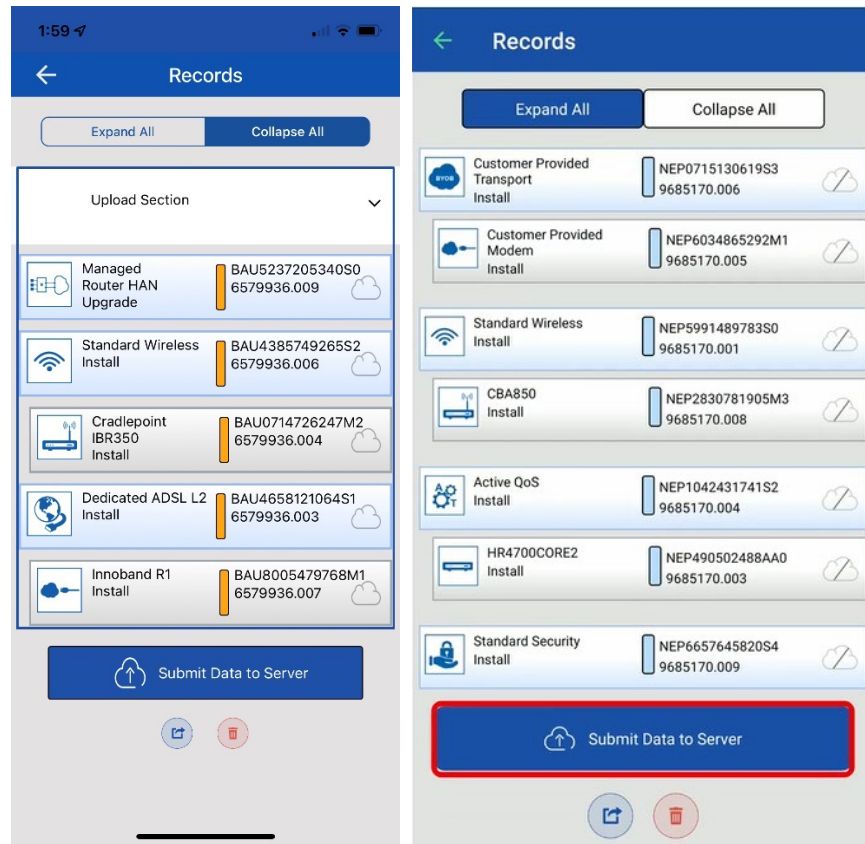 1:59
Records
Expand All
Collapse All
Upload Section
Managed
Router HAN
Upgrade
BAU5237205340S0
6579936.009
Standard Wireless
Install
BAU4385749265S2
6579936.006
Cradlepoint
IBR350
Install
BAU0714726247M2
6579936.004
Dedicated ADSL L2
Install
BAU4658121064S1
6579936.003
Innoband R1
Install
BAU8005479768M1
6579936.007
Submit Data to Server
Records
Expand All
Collapse All
BYOB
Customer Provided
Transport
Install
NEP0715130619S3
9685170.006
Customer Provided
Modem
Install
NEP6034865292M1
9685170.005
Standard Wireless
Install
NEP5991489783S0
9685170.001
CBA850
Install
NEP2830781905M3
9685170.008
Active QoS
Install
NEP1042431741S2
9685170.004
HR4700CORE2
Install
NEP490502488AA0
9685170.003
Standard Security
Install
NEP6657645820S4
9685170.009
Submit Data to Server